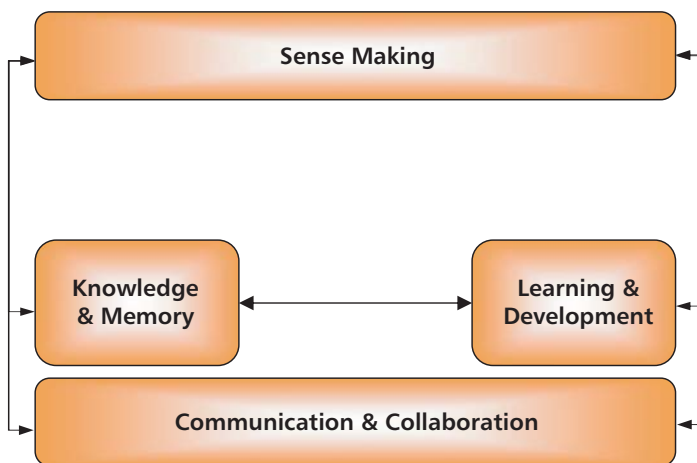 Sense Making
Knowledge
& Memory
Learning &
Development
Communication & Collaboration